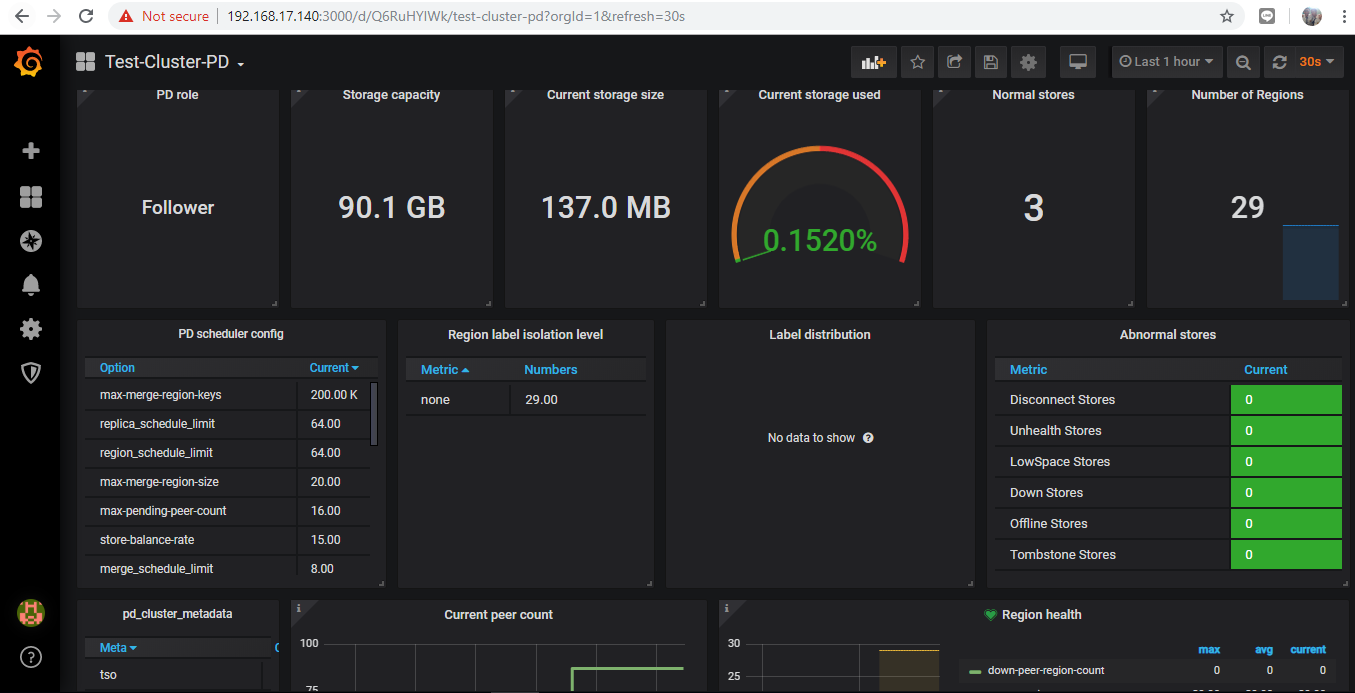 Not secure 192.168.17.140:3000/d/Q6RuHYlWk/test-cluster-pd?orgId=1&refresh=30s
Test-Cluster-PD Last 1 hour 30s
PD role Storage capacity Current storage size Current storage used Normal stores Number of Regions
Follower 90.1 GB 137.0 MB 0.1520% 3 29
PD scheduler config
Option Current
max-merge-region-keys 200.00 K
replica_schedule_limit 64.00
region_schedule_limit 64.00
max-merge-region-size 20.00
max-pending-peer-count 16.00
store-balance-rate 15.00
merge_schedule_limit 8.00
Region label isolation level
Metric Numbers
none 29.00
Label distribution
No data to show
Abnormal stores
Metric Current
Disconnect Stores 0
Unhealth Stores 0
LowSpace Stores 0
Down Stores 0
Offline Stores 0
Tombstone Stores 0
pd_cluster_metadata
Meta
tso
Current peer count
100
75
Region health
30
25
max avg current
down-peer-region-count 0 0 0